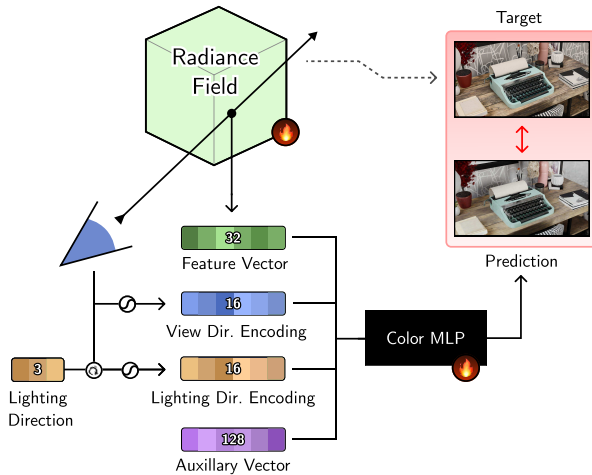 Target
Radiance
Field
32
Feature Vector
Prediction
16
View Dir. Encoding
Color MLP
3
16
Lighting
Direction
Lighting Dir. Encoding
128
Auxillary Vector